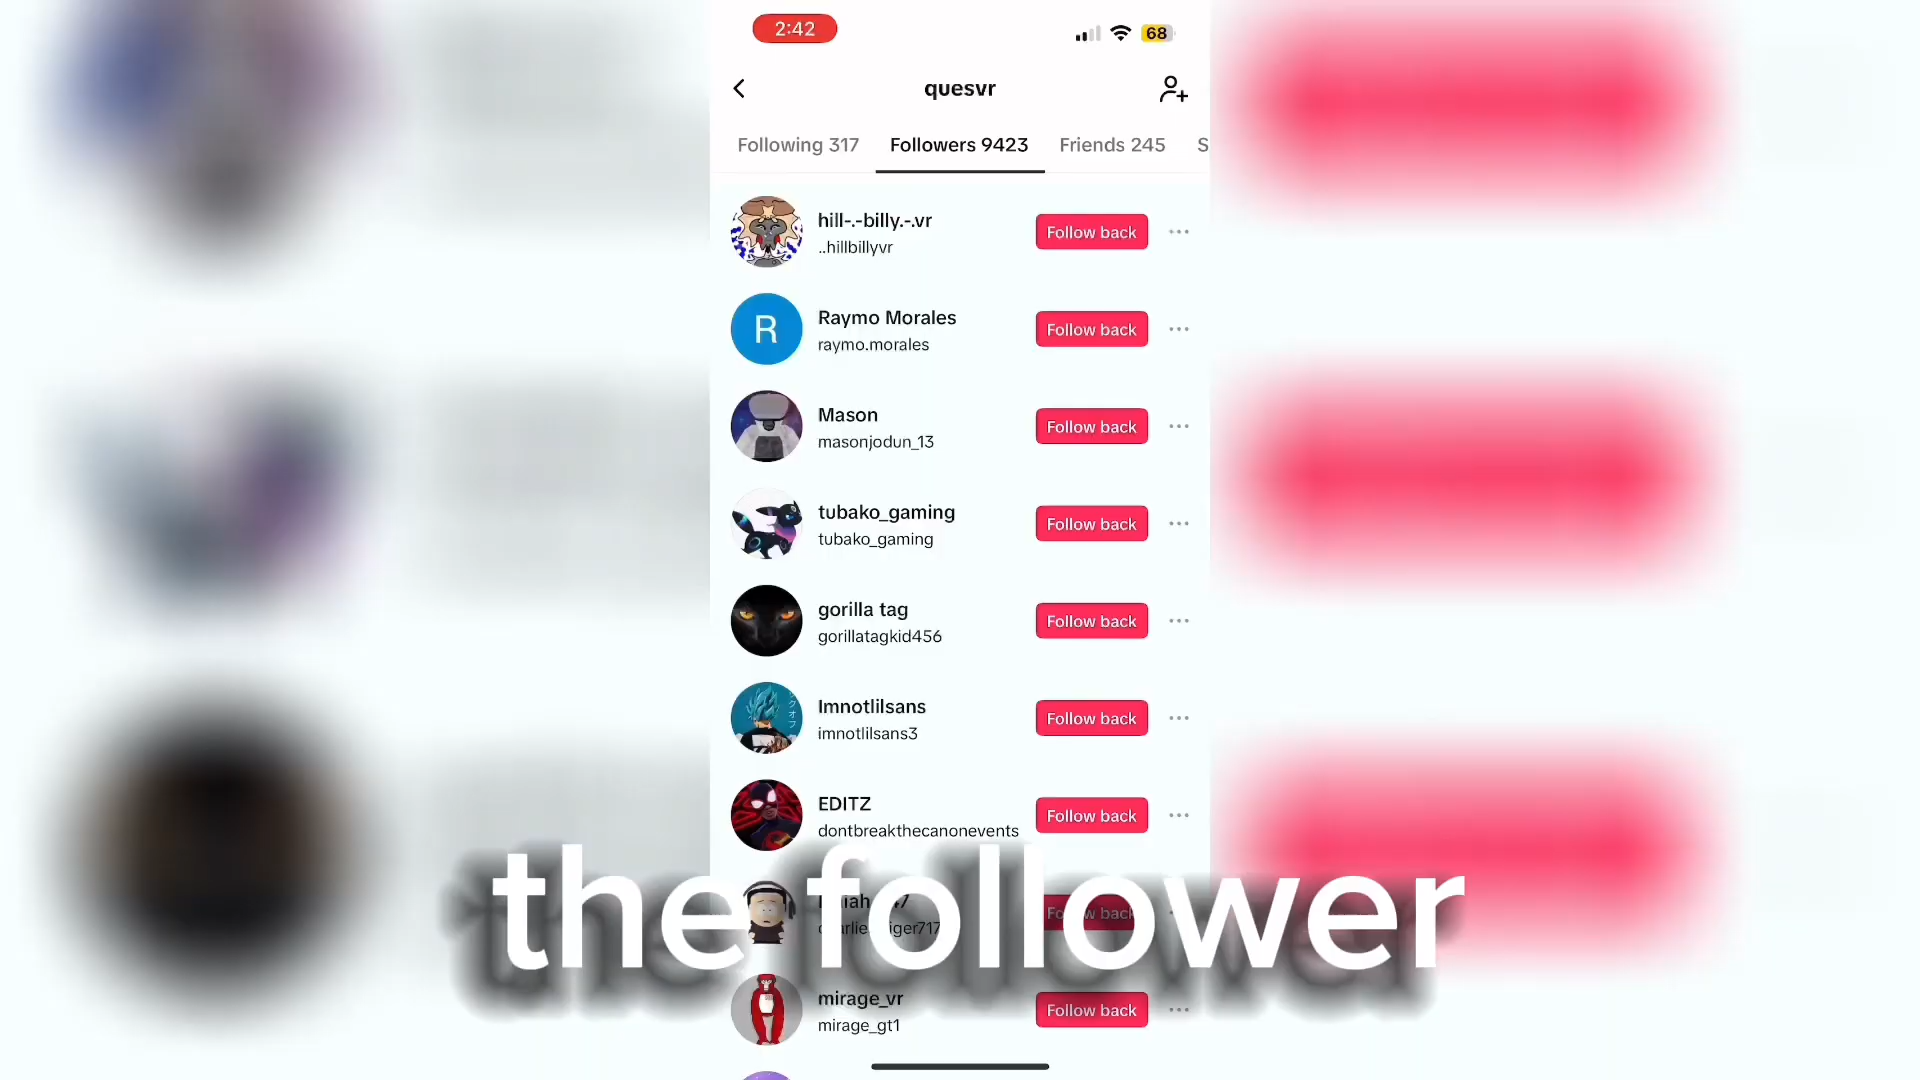 2:42
68
quesvr
Following 317 Followers 9423 Friends 245 S
hill-.-billy.-.vr
..hillbillyvr
Follow back
R
Raymo Morales
raymo.morales
Follow back
Mason
masonjodun_13
Follow back
tubako_gaming
tubako_gaming
Follow back
gorilla tag
gorillatagkid456
Follow back
Imnotlilsans
imnotlilsans3
Follow back
EDITZ
dontbreakthecanonevents
Follow back
Follow back
the follower
mirage_vr
mirage_gt1
Follow back